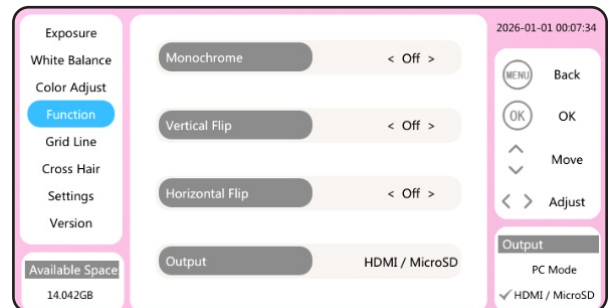 Exposure
White Balance
Color Adjust
Function
Grid Line
Cross Hair
Settings
Version
Available Space
14.042GB
Monochrome < Off >
Vertical Flip < Off >
Horizontal Flip < Off >
Output HDMI / MicroSD
2026-01-01 00:07:34
MENU Back
OK OK
Move
< > Adjust
Output
PC Mode
✓HDMI / MicroSD